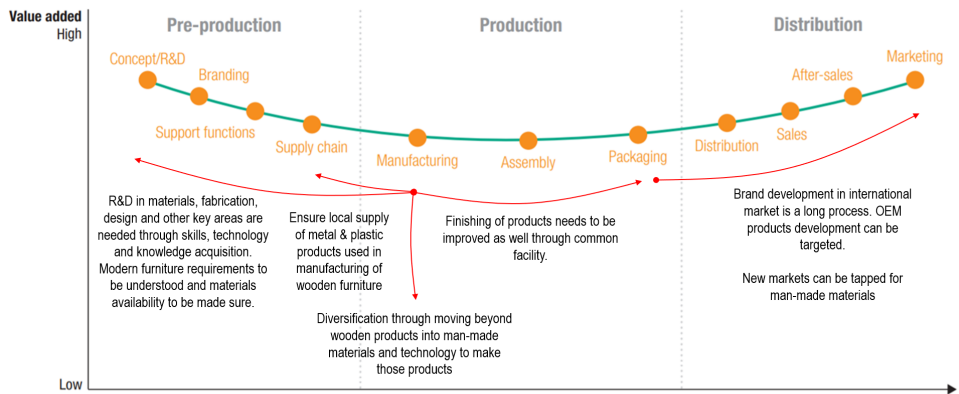 Value added
High
Pre-production
Production
Distribution
Concept/R&D
Branding
Support functions
Supply chain
Manufacturing
Assembly
Packaging
Distribution
Sales
After-sales
Marketing
R&D in materials, fabrication,
design and other key areas are
needed through skills, technology
and knowledge acquisition.
Modern furniture requirements to
be understood and materials
availability to be made sure.
Ensure local supply
of metal & plastic
products used in
manufacturing of
wooden furniture
Finishing of products needs to be
improved as well through common
facility.
Brand development in international
market is a long process. OEM
products development can be
targeted.
New markets can be tapped for
man-made materials
Diversification through moving beyond
wooden products into man-made
materials and technology to make
those products
Low